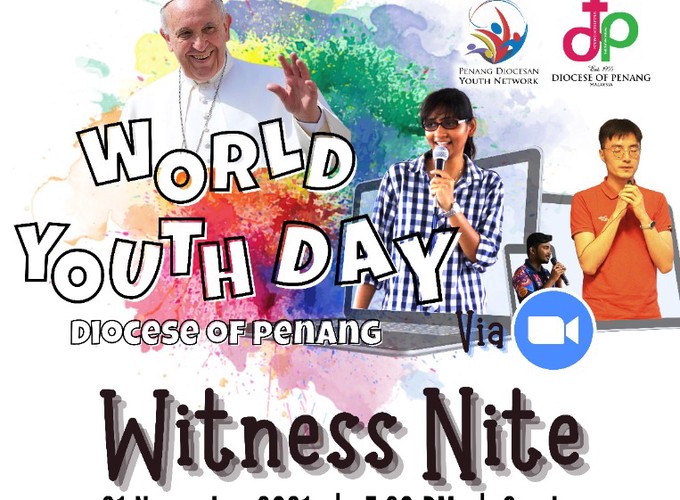 PENANG DIOCESAN
YOUTH NETWORK
dp
"Est. 1955
DIOCESE OF PENANG
MALAYSIA
WORLD
YOUTH DAY
DIOCESE OF PENANG
Via
Witness Nite